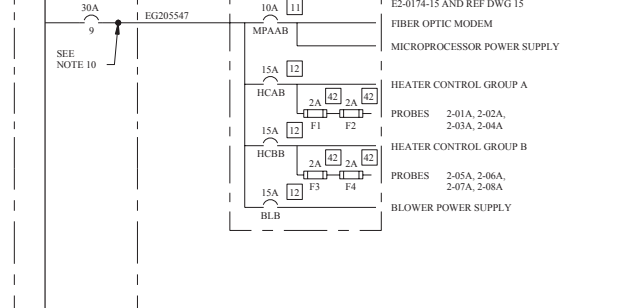 E2-0174-15 AND REF DWG 15
30A
10A 11
EG205547
FIBER OPTIC MODEM
9
MPAAB
MICROPROCESSOR POWER SUPPLY
SEE
NOTE 10
15A 12
HEATER CONTROL GROUP A
HCAB
42 42
2A 2A
PROBES 2-01A, 2-02A,
F1 F2
2-03A, 2-04A
15A 12
HEATER CONTROL GROUP B
HCBB
42 42
2A 2A
PROBES 2-05A, 2-06A,
F3 F4
2-07A, 2-08A
15A 12
BLOWER POWER SUPPLY
BLB